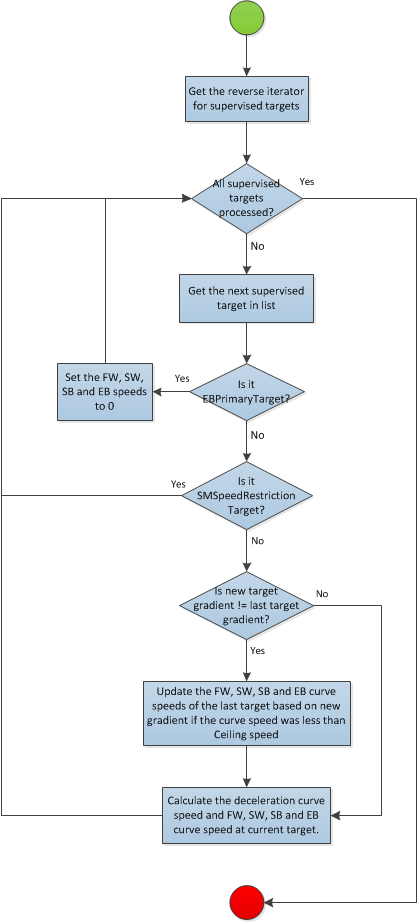 Get the reverse iterator
for supervised targets
All supervised
targets
processed?
Yes
No
Get the next supervised
target in list
Is it
EBPrimaryTarget?
Yes
Set the FW, SW,
SB and EB speeds
to 0
No
Is it
SMSpeedRestriction
Target?
Yes
No
Is new target
gradient != last target
gradient?
No
Yes
Update the FW, SW, SB and EB curve
speeds of the last target based on new
gradient if the curve speed was less than
Ceiling speed
Calculate the deceleration curve
speed and FW, SW, SB and EB
curve speed at current target.